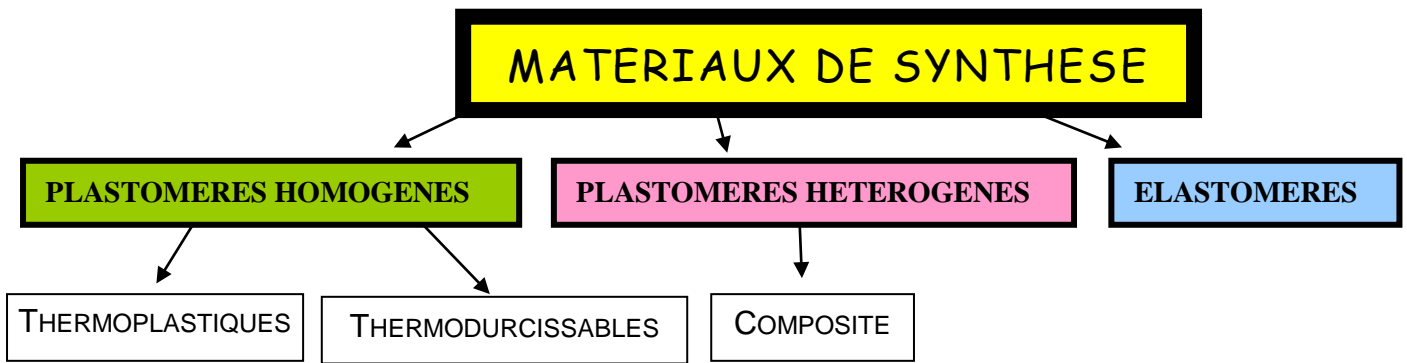 MATERIAUX DE SYNTHESE
PLASTOMERES HOMOGENES
PLASTOMERES HETEROGENES
ELASTOMERES
THERMOPLASTIQUES
THERMODURCISSABLES
COMPOSITE